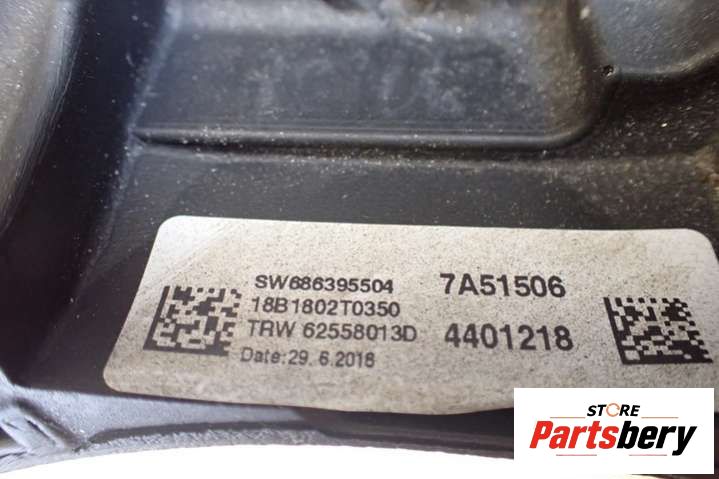 SW686395504
18B1802T0350
TRW 62558013D
Date: 29. 6.2018
7A51506
4401218
STORE
Partsbery